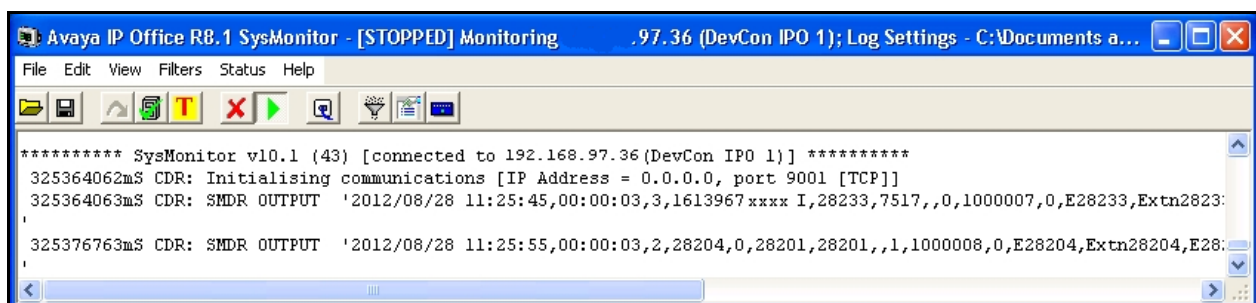 Avaya IP Office R8.1 SysMonitor - [STOPPED] Monitoring .97.36 (DevCon IPO 1); Log Settings - C:\Documents a...
File Edit View Filters Status Help
T
********** SysMonitor v10.1 (43) [connected to 192.168.97.36(DevCon IPO 1)] **********
325364062mS CDR: Initialising communications [IP Address = 0.0.0.0, port 9001 [TCP]]
325364063mS CDR: SMDR OUTPUT '2012/08/28 11:25:45,00:00:03,3,1613967xxxx I,28233,7517,,0,1000007,0,E28233,Extn2823
'
325376763mS CDR: SMDR OUTPUT '2012/08/28 11:25:55,00:00:03,2,28204,0,28201,28201,,1,1000008,0,E28204,Extn28204,E28
'